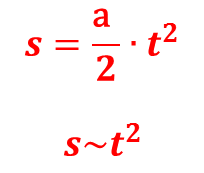 s = a/2 · t²
s~t²